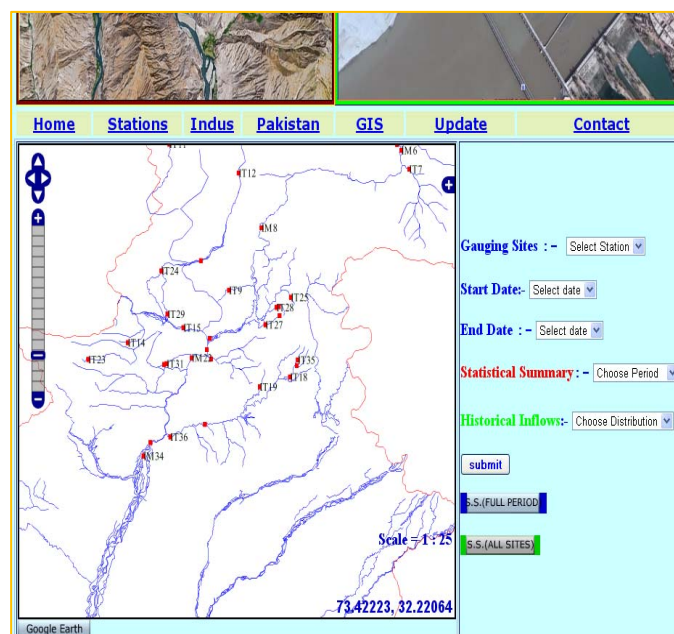 Home Stations Indus Pakistan GIS Update Contact
M6
T7
T12
M8
T24
T9
T25
T28
T29
T15
T27
T14
T23
T31
T35
T18
T19
T36
M34
Scale = 1 : 25
73.42223, 32.22064
Google Earth
Gauging Sites : – Select Station
Start Date:- Select date
End Date : – Select date
Statistical Summary : – Choose Period
Historical Inflows:- Choose Distribution
submit
S.S.(FULL PERIOD)
S.S.(ALL SITES)